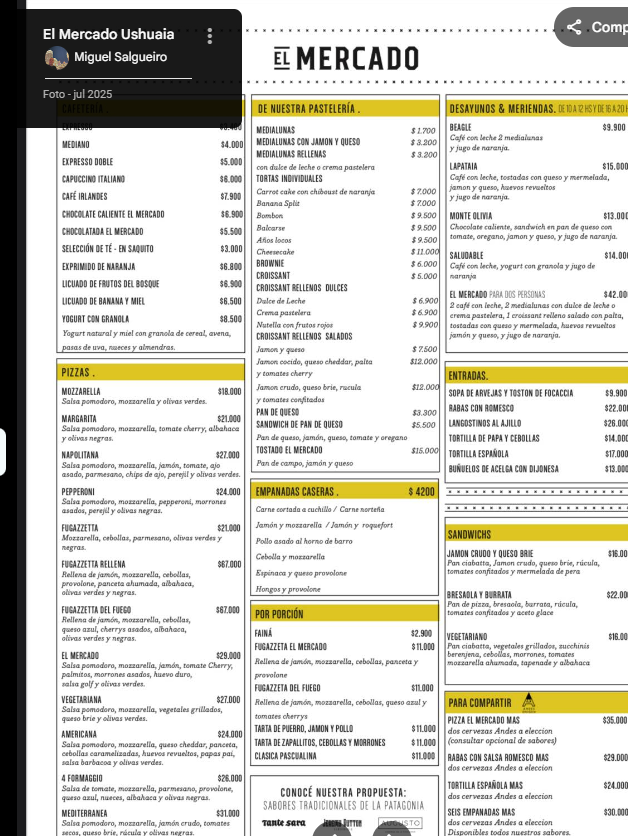 El Mercado Ushuaia
Miguel Salgueiro
Foto - jul 2025
Comp
EL MERCADO
CAFETERIA
EXPRESSO $3.400
MEDIANO $4.000
EXPRESSO DOBLE $5.000
CAPUCCINO ITALIANO $6.000
CAFÉ IRLANDES $7.900
CHOCOLATE CALIENTE EL MERCADO $6.900
CHOCOLATADA EL MERCADO $5.500
SELECCIÓN DE TÉ - EN SAQUITO $3.000
EXPRIMIDO DE NARANJA $6.800
LICUADO DE FRUTOS DEL BOSQUE $6.900
LICUADO DE BANANA Y MIEL $6.500
YOGURT CON GRANOLA $8.500
Yogurt natural y miel con granola de cereal, avena,
pasas de uva, nueces y almendras.
PIZZAS .
MOZZARELLA $18.000
Salsa pomodoro, mozzarella y olivas verdes.
MARGARITA $21.000
Salsa pomodoro, mozzarella, tomate cherry, albahaca
y olivas negras.
NAPOLITANA $27.000
Salsa pomodoro, mozzarella, jamón, tomate, ajo
asado, parmesano, chips de ajo, perejil y olivas verdes.
PEPPERONI $24.000
Salsa pomodoro, mozzarella, pepperoni, morrones
asados, perejil y olivas negras.
FUGAZZETTA $21.000
Mozzarella, cebollas, parmesano, olivas verdes y
negras.
FUGAZZETTA RELLENA $67.000
Rellena de jamón, mozzarella, cebollas,
provolone, panceta ahumada, albahaca,
olivas verdes y negras.
FUGAZZETTA DEL FUEGO $67.000
Rellena de jamón, mozzarella, cebollas,
queso azul, cherrys asados, albahaca,
olivas verdes y negras.
EL MERCADO $29.000
Salsa pomodoro, mozzarella, jamón, tomate Cherry,
palmitos, morrones asados, huevo duro,
salsa golf y olivas verdes.
VEGETARIANA $27.000
Salsa pomodoro, mozzarella, vegetales grillados,
queso brie y olivas verdes.
AMERICANA $24.000
Salsa pomodoro, mozzarella, queso cheddar, panceta,
cebollas caramelizadas, huevos revueltos, papas pai,
salsa barbacoa y olivas verdes.
4 FORMAGGIO $26.000
Salsa de tomate, mozzarella, parmesano, provolone,
queso azul, nueces, albahaca y olivas negras.
MEDITERRANEA $31.000
Salsa pomodoro, mozzarella, jamón crudo, tomates
secos, queso brie, rúcula y olivas negras.
DE NUESTRA PASTELERÍA .
MEDIALUNAS $ 1.700
MEDIALUNAS CON JAMON Y QUESO $ 3.200
MEDIALUNAS RELLENAS $ 3.200
con dulce de leche o crema pastelera
TORTAS INDIVIDUALES
Carrot cake con chiboust de naranja $ 7.000
Banana Split $ 7.000
Bombon $ 9.500
Balcarse $ 9.500
Años locos $ 9.500
Cheesecake $ 11.000
BROWNIE $ 6.000
CROISSANT $ 5.000
CROISSANT RELLENOS DULCES
Dulce de Leche $ 6.900
Crema pastelera $ 6.900
Nutella con frutos rojos $ 9.900
CROISSANT RELLENOS SALADOS
Jamon y queso $ 7.500
Jamon cocido, queso cheddar, palta $12.000
y tomates cherry
Jamon crudo, queso brie, rucula $12.000
y tomates confitados
PAN DE QUESO $3.300
SANDWICH DE PAN DE QUESO $5.500
Pan de queso, jamón, queso, tomate y oregano
TOSTADO EL MERCADO $15.000
Pan de campo, jamón y queso
EMPANADAS CASERAS . $ 4200
Carne cortada a cuchillo / Carne norteña
Jamón y mozzarella / Jamón y roquefort
Pollo asado al horno de barro
Cebolla y mozzarella
Espinaca y queso provolone
Hongos y provolone
POR PORCIÓN
FAINÁ $2.900
FUGAZZETA EL MERCADO $11.000
Rellena de jamón, mozzarella, cebollas, panceta y
provolone
FUGAZZETA DEL FUEGO $11.000
Rellena de jamón, mozzarella, cebollas, queso azul y
tomates cherrys
TARTA DE PUERRO, JAMON Y POLLO $11.000
TARTA DE ZAPALLITOS, CEBOLLAS Y MORRONES $11.000
CLASICA PASCUALINA $11.000
CONOCÉ NUESTRA PROPUESTA:
SABORES TRADICIONALES DE LA PATAGONIA
Tante sara
AUGUSTO
DESAYUNOS & MERIENDAS. DE 10 A 12 HS Y DE 16 A 20 H
BEAGLE $9.900
Café con leche 2 medialunas
y jugo de naranja.
LAPATAIA $15.000
Café con leche, tostadas con queso y mermelada,
jamon y queso, huevos revueltos
y jugo de naranja.
MONTE OLIVIA $13.000
Chocolate caliente, sandwich en pan de queso con
tomate, oregano, jamon y queso, y jugo de naranja.
SALUDABLE $14.000
Café con leche, yogurt con granola y jugo de
naranja
EL MERCADO PARA DOS PERSONAS $42.000
2 café con leche, 2 medialunas con dulce de leche o
crema pastelera, 1 croissant relleno salado con palta,
tostadas con queso y mermelada, huevos revueltos
jamón y queso, y jugo de naranja.
ENTRADAS.
SOPA DE ARVEJAS Y TOSTON DE FOCACCIA $9.900
RABAS CON ROMESCO $22.000
LANGOSTINOS AL AJILLO $26.000
TORTILLA DE PAPA Y CEBOLLAS $14.000
TORTILLA ESPAÑOLA $17.000
BUÑUELOS DE ACELGA CON DIJONESA $13.000
SANDWICHS
JAMON CRUDO Y QUESO BRIE $16.00
Pan ciabatta, Jamon crudo, queso brie, rúcula,
tomates confitados y mermelada de pera
BRESAOLA Y BURRATA $22.00
Pan de pizza, bresaola, burrata, rúcula,
tomates confitados y aceto glace
VEGETARIANO $16.00
Pan ciabatta, vegetales grillados, zucchinis
berenjena, cebollas, morrones, tomates
mozzarella ahumada, tapenade y albahaca
PARA COMPARTIR
PIZZA EL MERCADO MAS $35.000
dos cervezas Andes a eleccion
(consultar opcional de sabores)
RABAS CON SALSA ROMESCO MAS $29.000
dos cervezas Andes a eleccion
TORTILLA ESPAÑOLA MAS $24.000
dos cervezas Andes a eleccion
SEIS EMPANADAS MAS $30.000
dos cervezas Andes a eleccion
Disponibles todos nuestros sabores